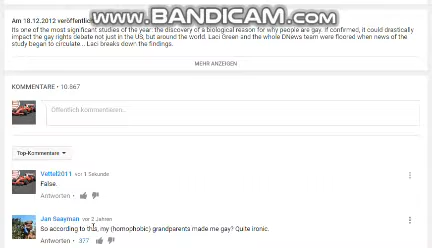 www.BANDICAM.com
Am 18.12.2012 veröffentlicht
Its one of the most significant studies of the year: the discovery of a biological reason for why people are gay. If confirmed, it could drastically
impact the gay rights debate not just in the US, but around the world. Laci Green and the whole DNews team were floored when news of the
study began to circulate... Laci breaks down the findings.
MEHR ANZEIGEN
KOMMENTARE • 10.867
Öffentlich kommentieren...
Top-Kommentare
Vettel2011 vor 1 Sekunde
False.
Antworten •
Jan Saayman vor 2 Jahren
So according to this, my (homophobic) grandparents made me gay? Quite ironic.
Antworten • 377